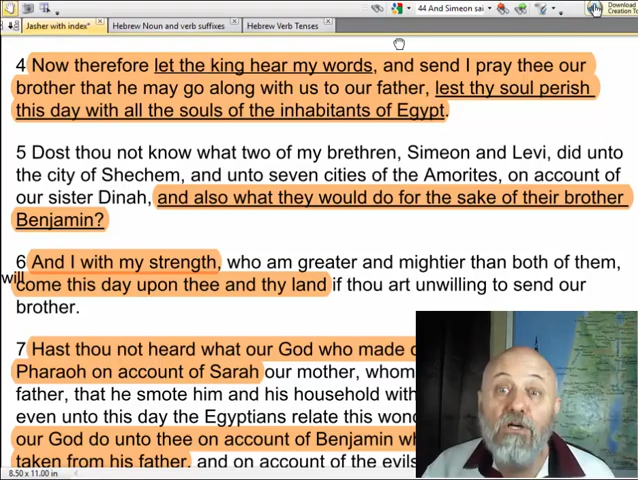 44 And Simeon sai
Download
Creation To
Jasher with index*
Hebrew Noun and verb suffixes
Hebrew Verb Tenses
4 Now therefore let the king hear my words, and send I pray thee our
brother that he may go along with us to our father, lest thy soul perish
this day with all the souls of the inhabitants of Egypt.
5 Dost thou not know what two of my brethren, Simeon and Levi, did unto
the city of Shechem, and unto seven cities of the Amorites, on account of
our sister Dinah, and also what they would do for the sake of their brother
Benjamin?
6 And I with my strength, who am greater and mightier than both of them,
will come this day upon thee and thy land if thou art unwilling to send our
brother.
7 Hast thou not heard what our God who made
Pharaoh on account of Sarah our mother, whom
father, that he smote him and his household with
even unto this day the Egyptians relate this
our God do unto thee on account of Benjamin
taken from his father, and on account of the evils
8.50 x 11.00 in